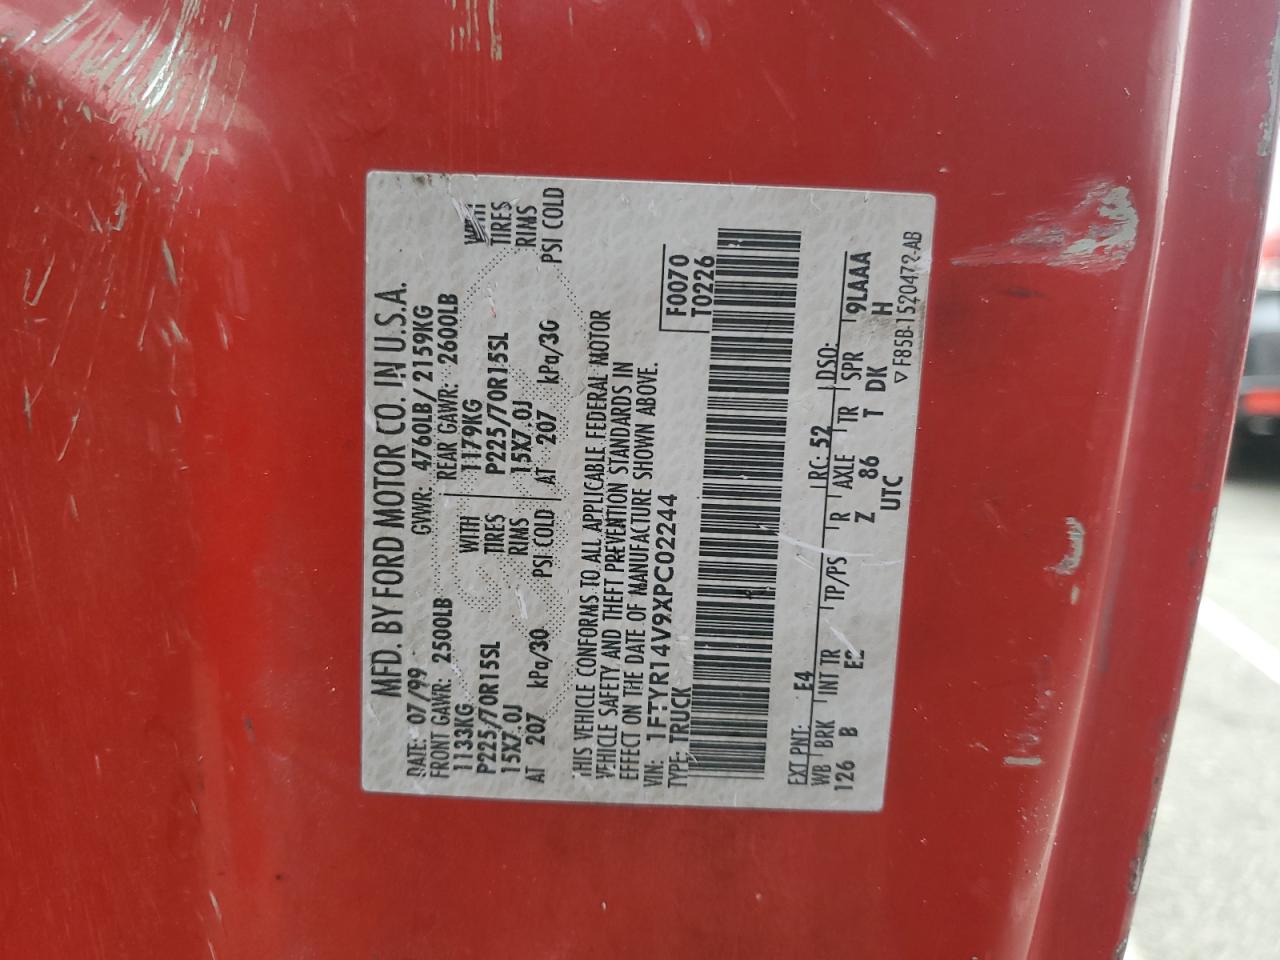 MFD. BY FORD MOTOR CO. IN U.S.A.
DATE: 07/99 GVWR: 4760LB/2159KG
FRONT GAWR: 2500LB REAR GAWR: 2600LB
1133KG WITH 1179KG WITH
P225/70R15SL TIRES P225/70R15SL TIRES
15X7.0J RIMS 15X7.0J RIMS
AT 207 kPa/30 PSI COLD AT 207 kPa/30 PSI COLD
THIS VEHICLE CONFORMS TO ALL APPLICABLE FEDERAL MOTOR
VEHICLE SAFETY AND THEFT PREVENTION STANDARDS IN
EFFECT ON THE DATE OF MANUFACTURE SHOWN ABOVE.
VIN: 1FTYR14V9XPC02244 F0070
TYPE: TRUCK T0226
EXT PNT: E4 RC: 52 DSO:
WB BRK INT TR TP/PS R AXLE TR SPR 9LAAA
126 B E2 Z 86 T DK H
UTC
▽ F85B-1520472-AB